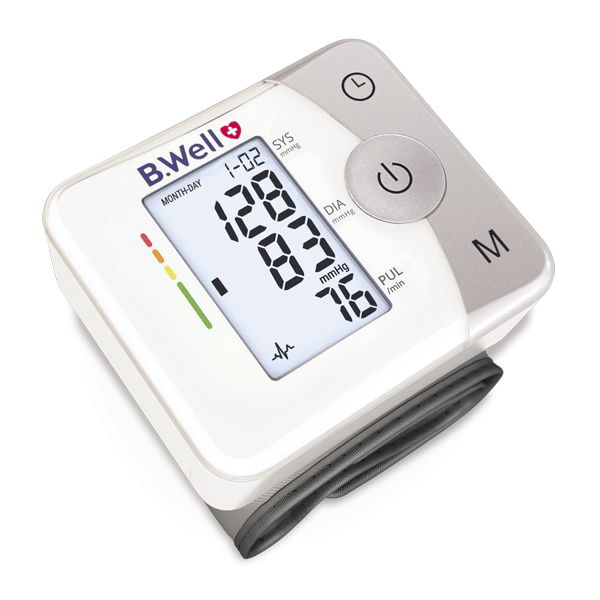 B.Well
MONTH-DAY
1-02
SYS
mmHg
128
DIA
mmHg
83
mmHg
PUL
/min
76
M